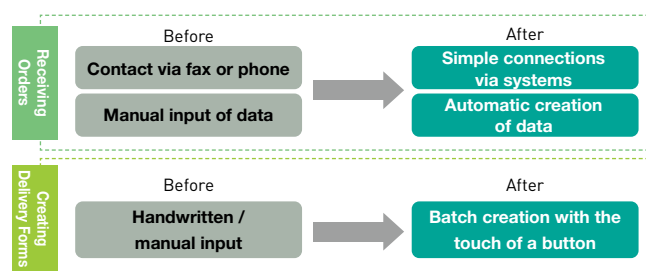 Receiving
Orders
Before
After
Contact via fax or phone
Simple connections
via systems
Manual input of data
Automatic creation
of data
Creating
Delivery Forms
Before
After
Handwritten /
manual input
Batch creation with the
touch of a button